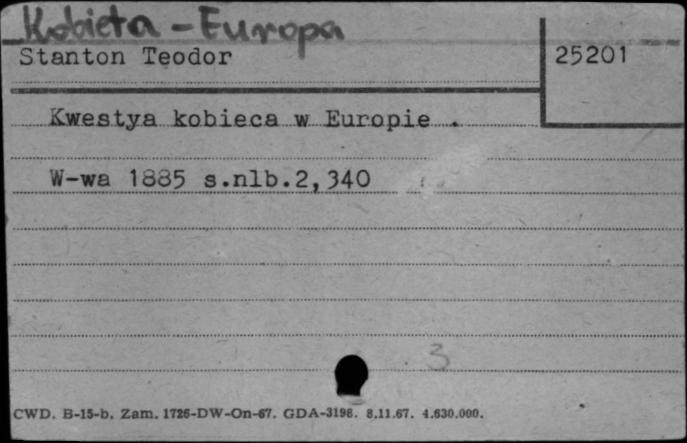 Kobieta - Europa
Stanton Teodor 25201
Kwestya kobieca w Europie .
W-wa 1885 s.nlb.2,340
3
CWD. B-15-b. Zam. 1726-DW-On-67. GDA-3198. 8.11.67. 4.630.000.